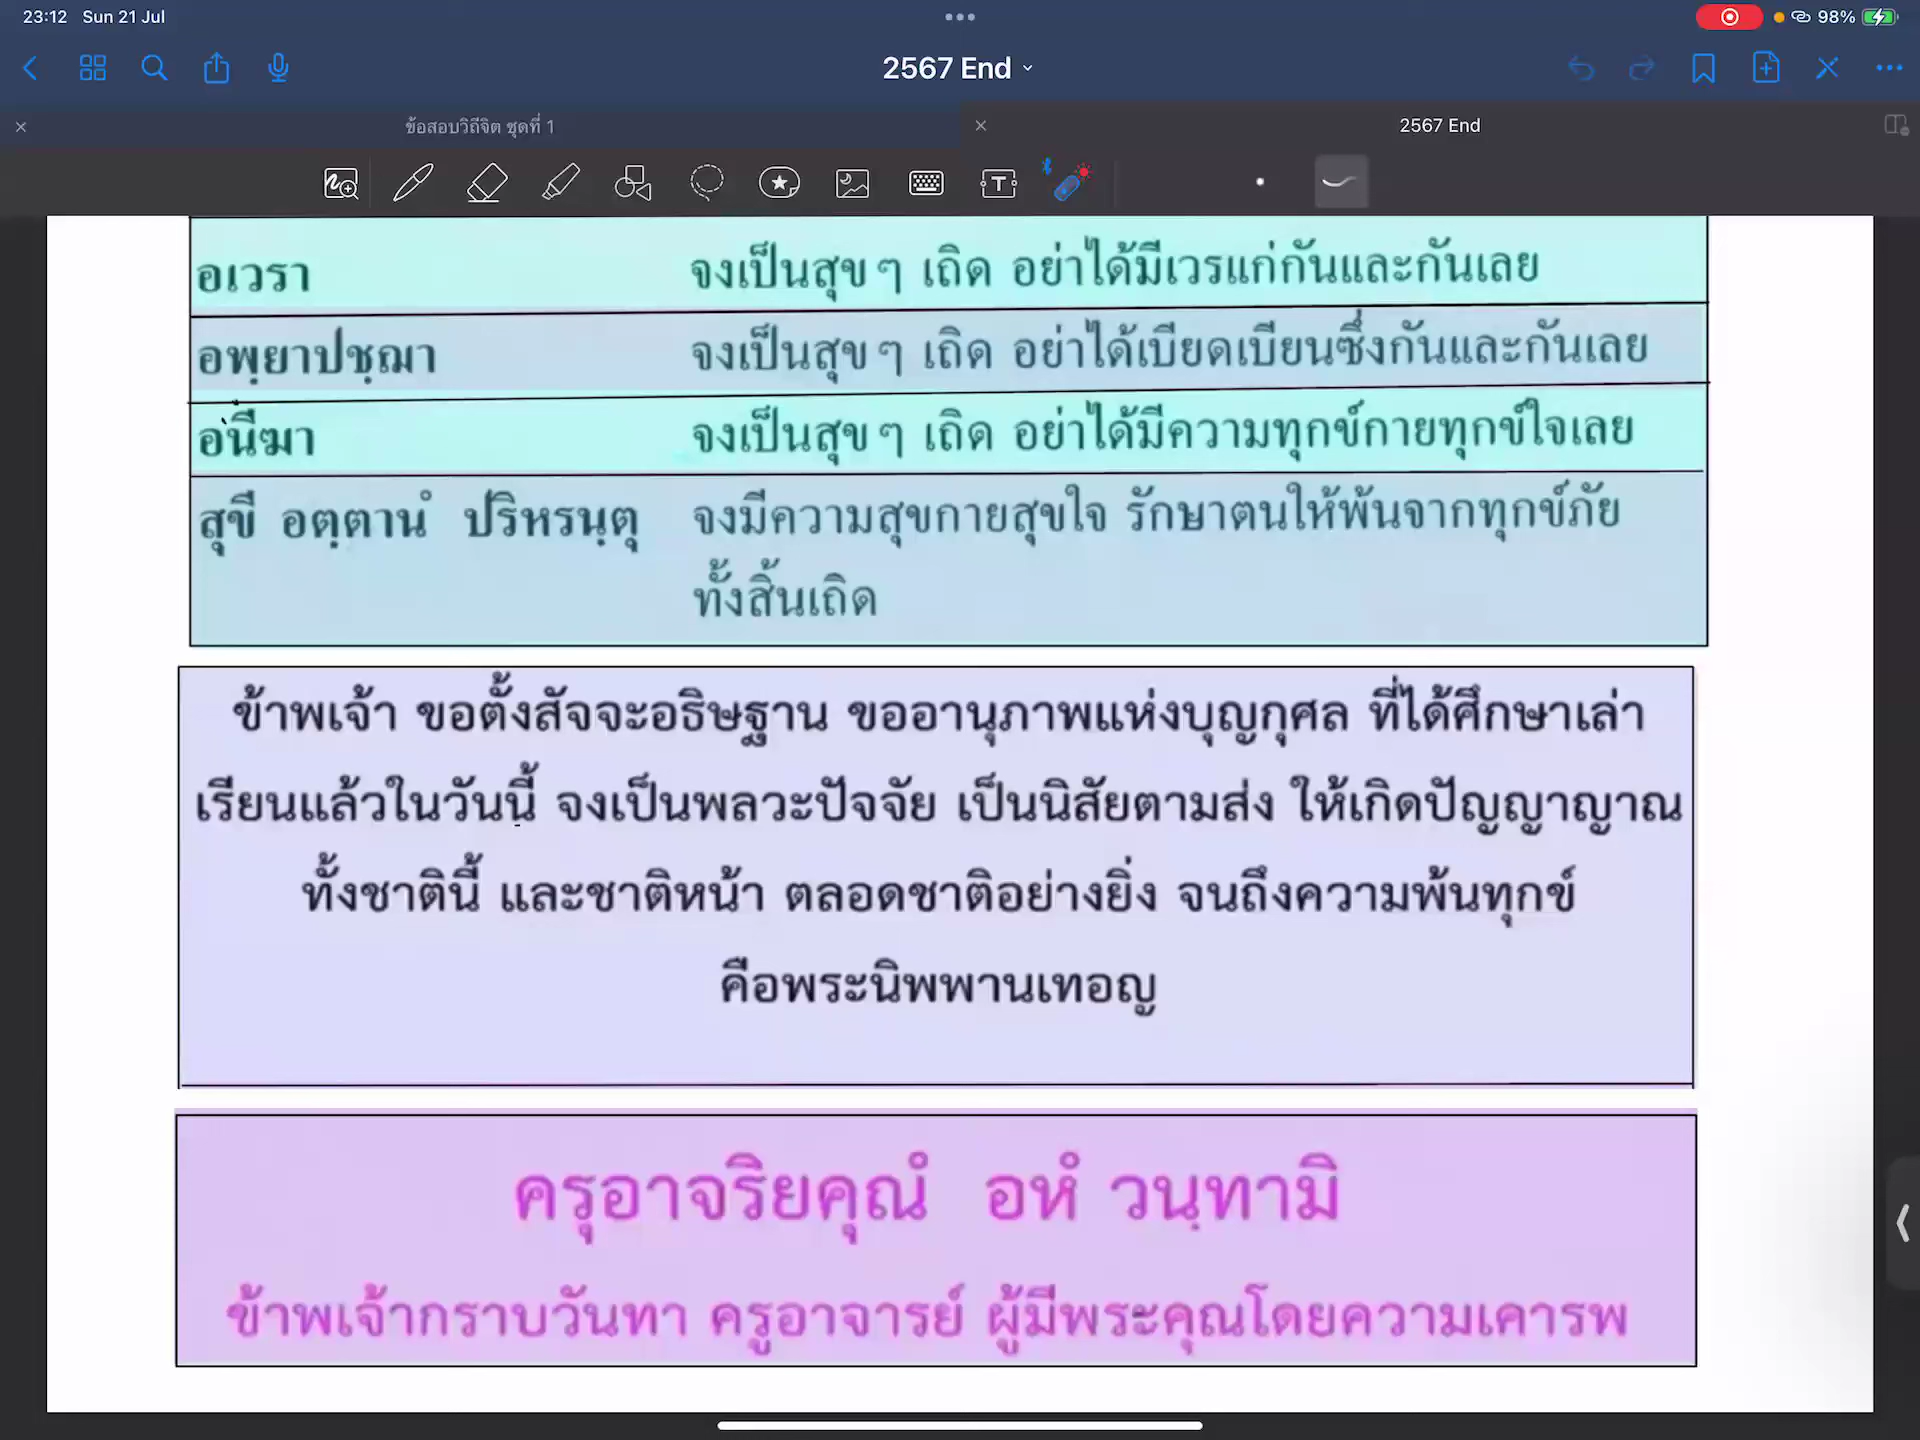 23:12 Sun 21 Jul
98%
2567 End
ข้อสอบวิถีจิต ชุดที่ 1
2567 End
อเวรา จงเป็นสุข ๆ เถิด อย่าได้มีเวรแก่กันและกันเลย
อพฺยาปชฺฌา จงเป็นสุข ๆ เถิด อย่าได้เบียดเบียนซึ่งกันและกันเลย
อนีฆา จงเป็นสุข ๆ เถิด อย่าได้มีความทุกข์กายทุกข์ใจเลย
สุขี อตฺตานํ ปริหรนฺตุ จงมีความสุขกายสุขใจ รักษาตนให้พ้นจากทุกข์ภัย
ทั้งสิ้นเถิด
ข้าพเจ้า ขอตั้งสัจจะอธิษฐาน ขออานุภาพแห่งบุญกุศล ที่ได้ศึกษาเล่า
เรียนแล้วในวันนี้ จงเป็นพลวะปัจจัย เป็นนิสัยตามส่ง ให้เกิดปัญญาญาณ
ทั้งชาตินี้ และชาติหน้า ตลอดชาติอย่างยิ่ง จนถึงความพ้นทุกข์
คือพระนิพพานเทอญ
ครุอาจริยคุณํ อหํ วนฺทามิ
ข้าพเจ้ากราบวันทา ครูอาจารย์ ผู้มีพระคุณโดยความเคารพ